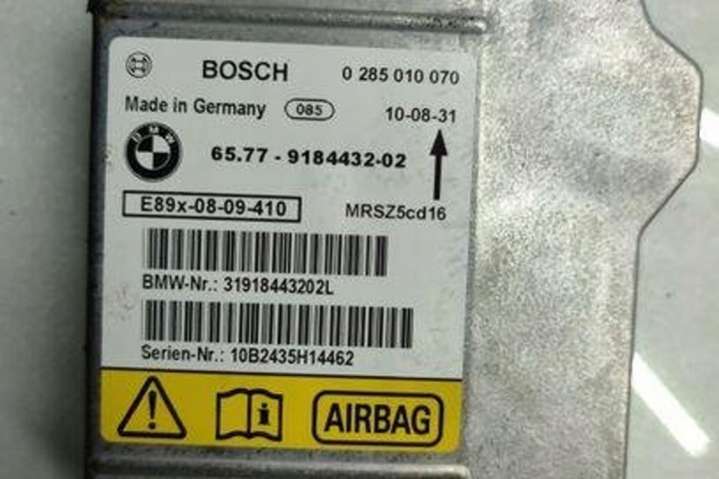 BOSCH 0 285 010 070
Made in Germany 085 10-08-31
BMW 65.77 - 9184432-02
E89x-08-09-410 MRSZ5cd16
BMW-Nr.: 31918443202L
Serien-Nr.: 10B2435H14462
AIRBAG